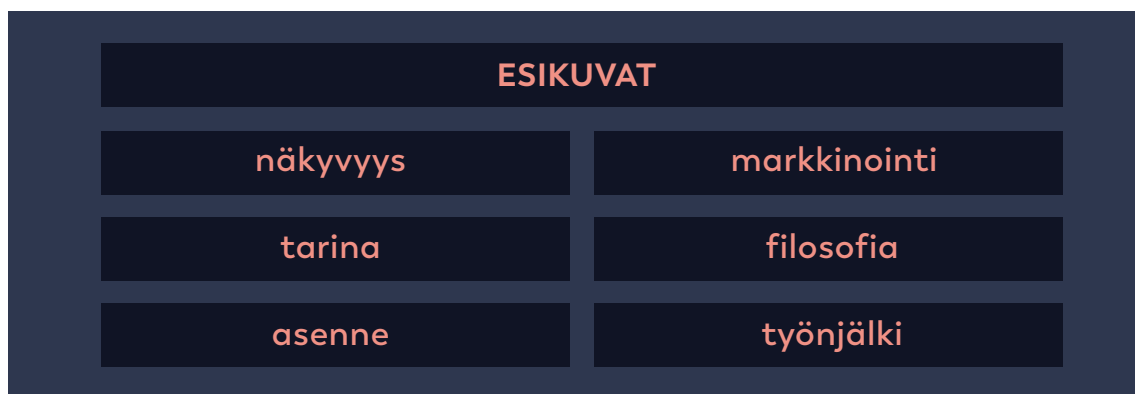 ESIKUVAT
näkyvyys
markkinointi
tarina
filosofia
asenne
työnjälki